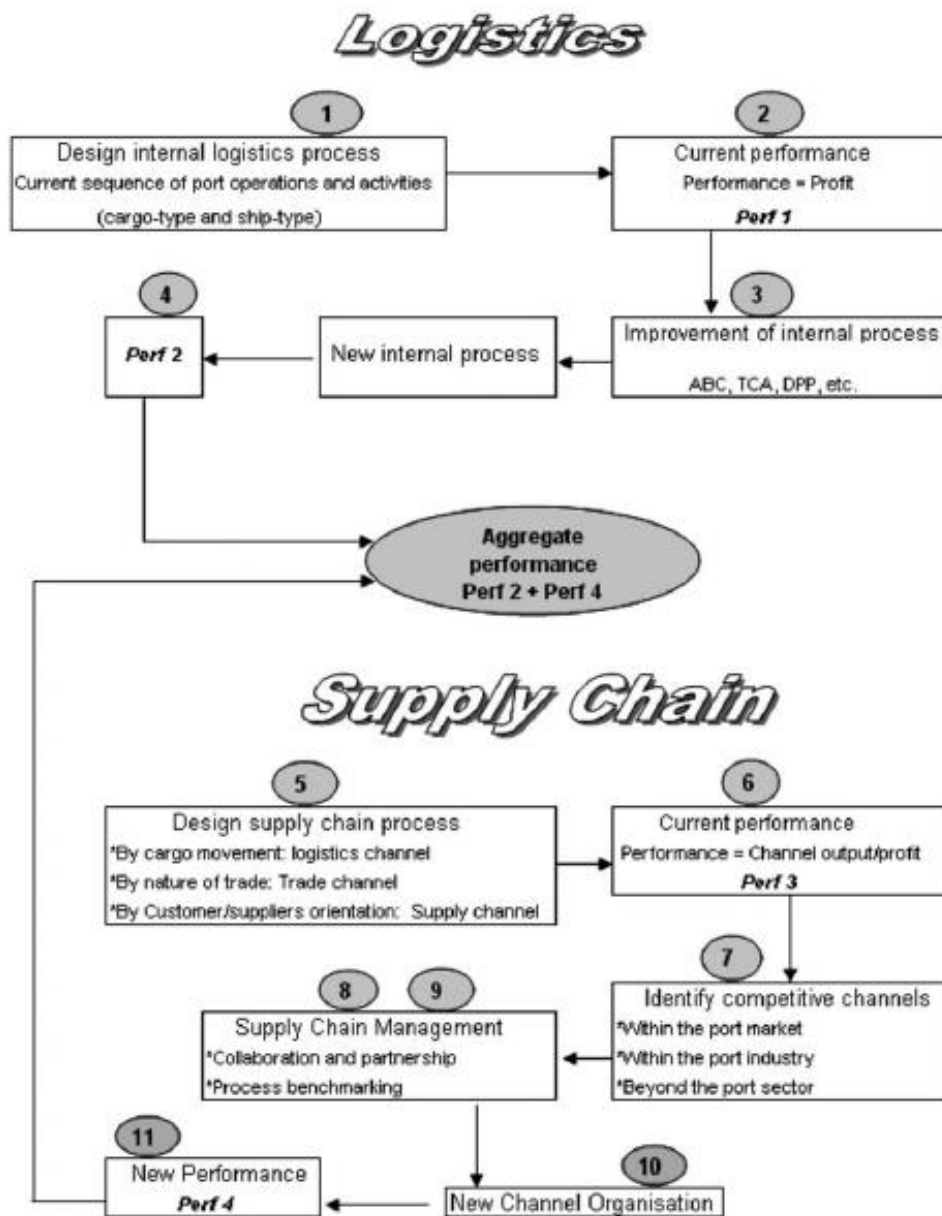 Logistics
1
Design internal logistics process
Current sequence of port operations and activities
(cargo-type and ship-type)
2
Current performance
Performance = Profit
Perf 1
4
Perf 2
New internal process
3
Improvement of internal process
ABC, TCA, DPP, etc.
Aggregate
performance
Perf 2 + Perf 4
Supply Chain
5
Design supply chain process
*By cargo movement: logistics channel
*By nature of trade: Trade channel
*By Customer/suppliers orientation: Supply channel
6
Current performance
Performance = Channel output/profit
Perf 3
8
9
Supply Chain Management
*Collaboration and partnership
*Process benchmarking
7
Identify competitive channels
*Within the port market
*Within the port industry
*Beyond the port sector
11
New Performance
Perf 4
10
New Channel Organisation